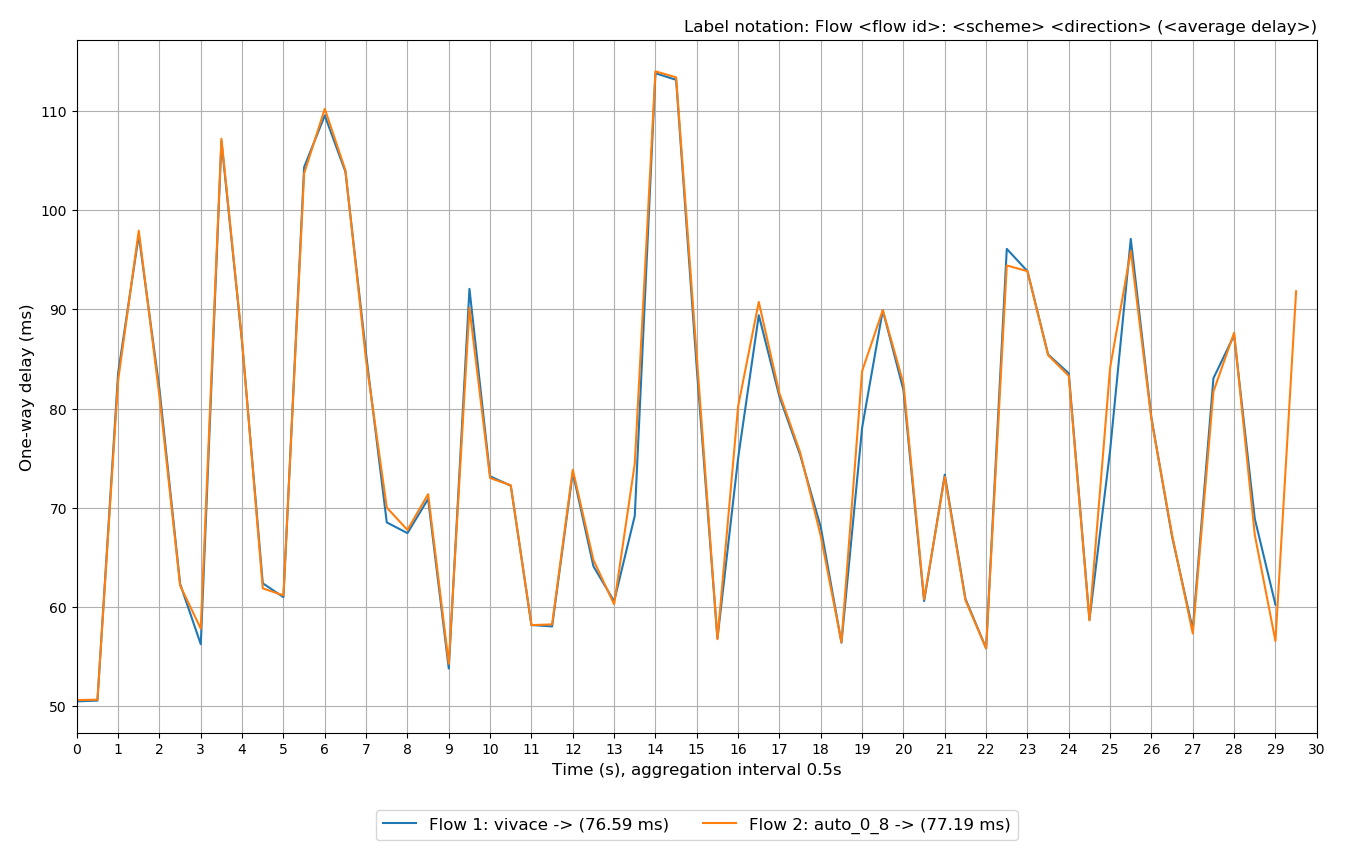 Label notation: Flow <flow id>: <scheme> <direction> (<average delay>)
One-way delay (ms)
110
100
90
80
70
60
50
0 1 2 3 4 5 6 7 8 9 10 11 12 13 14 15 16 17 18 19 20 21 22 23 24 25 26 27 28 29 30
Time (s), aggregation interval 0.5s
Flow 1: vivace -> (76.59 ms) Flow 2: auto_0_8 -> (77.19 ms)